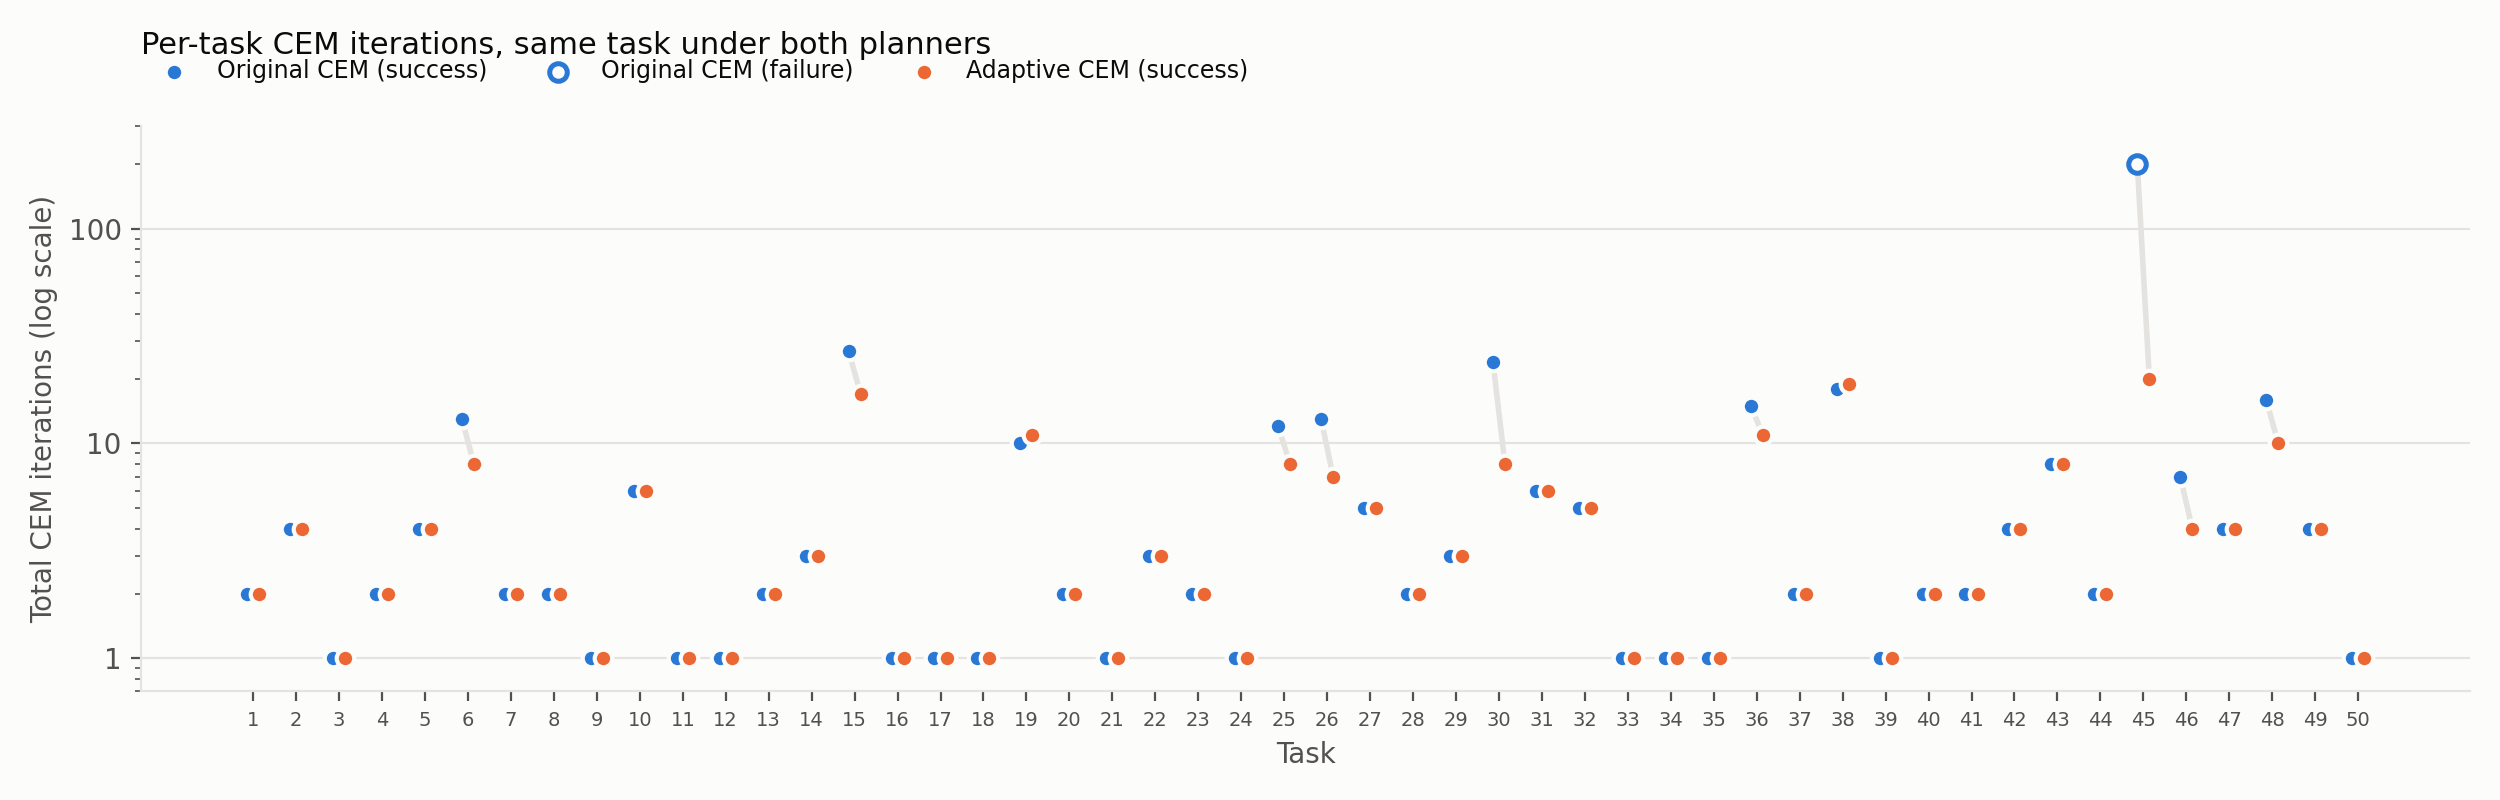 Per-task CEM iterations, same task under both planners
Original CEM (success) Original CEM (failure) Adaptive CEM (success)
Total CEM iterations (log scale)
100
10
1
1 2 3 4 5 6 7 8 9 10 11 12 13 14 15 16 17 18 19 20 21 22 23 24 25 26 27 28 29 30 31 32 33 34 35 36 37 38 39 40 41 42 43 44 45 46 47 48 49 50
Task